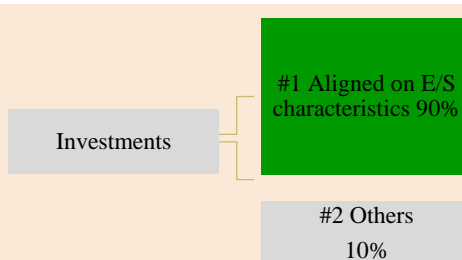 Investments
#1 Aligned on E/S
characteristics 90%
#2 Others
10%